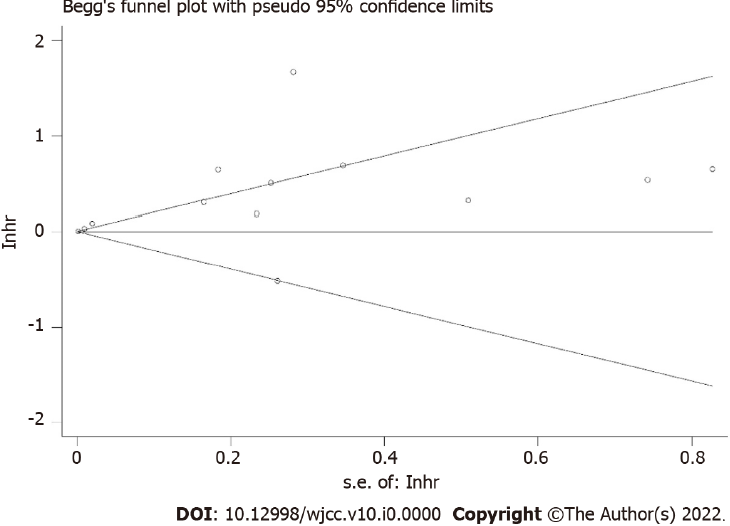 Begg's funnel plot with pseudo 95% confidence limits
2
1
0
-1
-2
lnhr
0
0.2
0.4
0.6
0.8
s.e. of: lnhr
DOI: 10.12998/wjcc.v10.i0.0000 Copyright ©The Author(s) 2022.